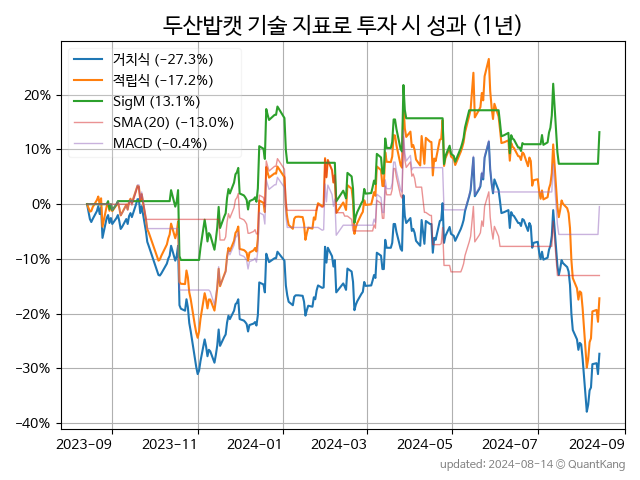 두산밥캣 기술 지표로 투자 시 성과 (1년)
거치식 (−27.3%)
적립식 (−17.2%)
SigM (13.1%)
SMA(20) (−13.0%)
MACD (−0.4%)
20%
10%
0%
−10%
−20%
−30%
−40%
2023-09 2023-11 2024-01 2024-03 2024-05 2024-07 2024-09
updated: 2024-08-14 © QuantKang